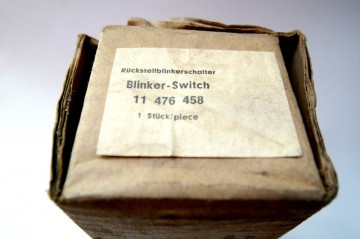 Rückstellblinkerschalter
Blinker-Switch
11 476 458
1 Stück/piece